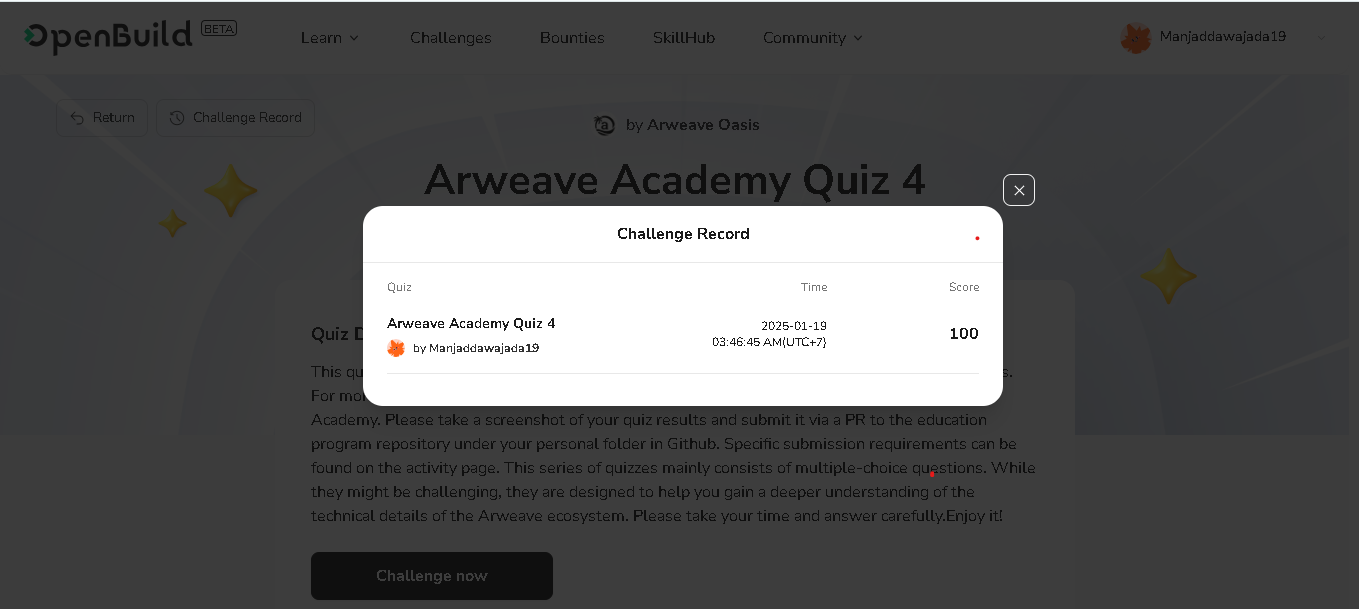 OpenBuild BETA Learn Challenges Bounties SkillHub Community Manjaddawajada19
Return Challenge Record
by Arweave Oasis
Arweave Academy Quiz 4
Challenge Record
Quiz Time Score
Arweave Academy Quiz 4
by Manjaddawajada19
2025-01-19
03:46:45 AM(UTC+7)
100
Quiz D
This qu s.
For mor
Academy. Please take a screenshot of your quiz results and submit it via a PR to the education
program repository under your personal folder in Github. Specific submission requirements can be
found on the activity page. This series of quizzes mainly consists of multiple-choice questions. While
they might be challenging, they are designed to help you gain a deeper understanding of the
technical details of the Arweave ecosystem. Please take your time and answer carefully.Enjoy it!
Challenge now